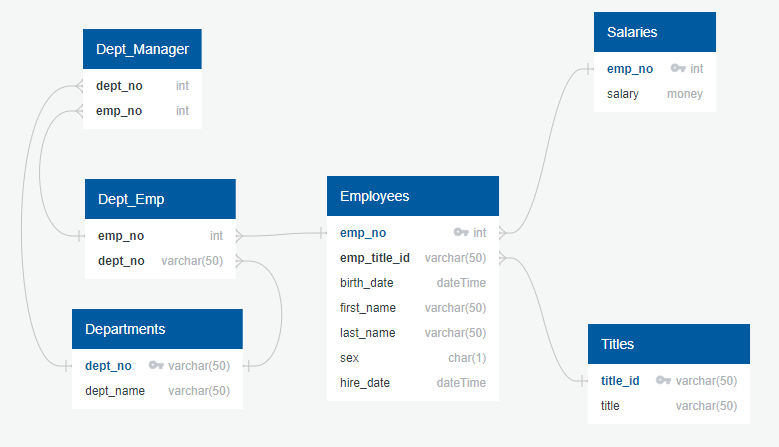 Dept_Manager
dept_no int
emp_no int
Salaries
emp_no int
salary money
Dept_Emp
emp_no int
dept_no varchar(50)
Employees
emp_no int
emp_title_id varchar(50)
birth_date dateTime
first_name varchar(50)
last_name varchar(50)
sex char(1)
hire_date dateTime
Departments
dept_no varchar(50)
dept_name varchar(50)
Titles
title_id varchar(50)
title varchar(50)